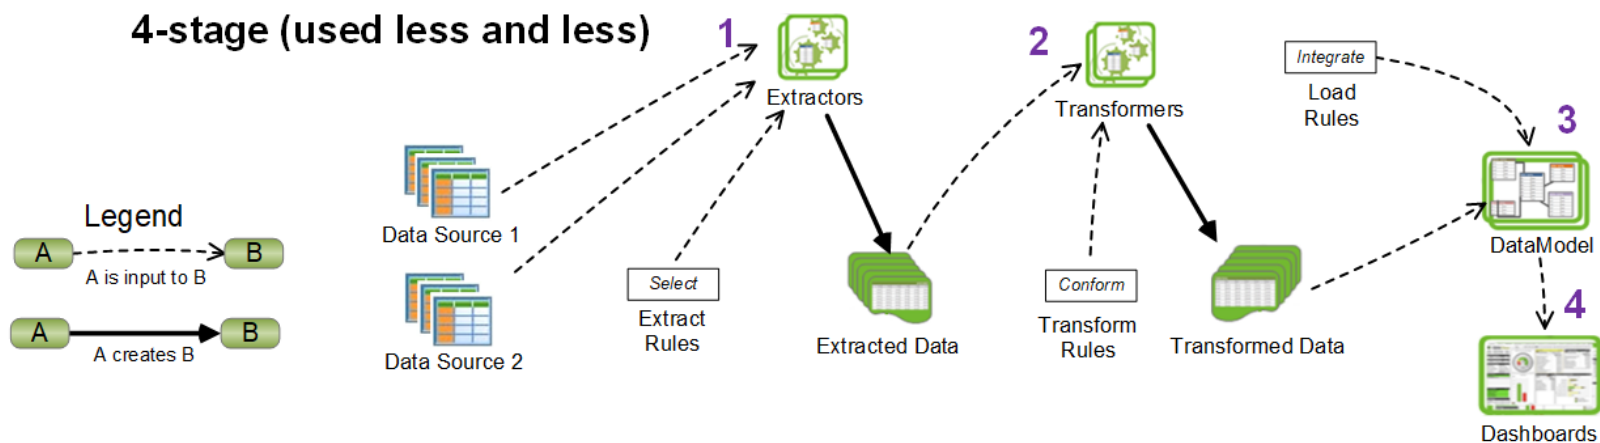 4-stage (used less and less)
1
Extractors
2
Transformers
Integrate
Load
Rules
3
DataModel
4
Dashboards
Data Source 1
Data Source 2
Select
Extract
Rules
Extracted Data
Conform
Transform
Rules
Transformed Data
Legend
A
B
A is input to B
A
B
A creates B